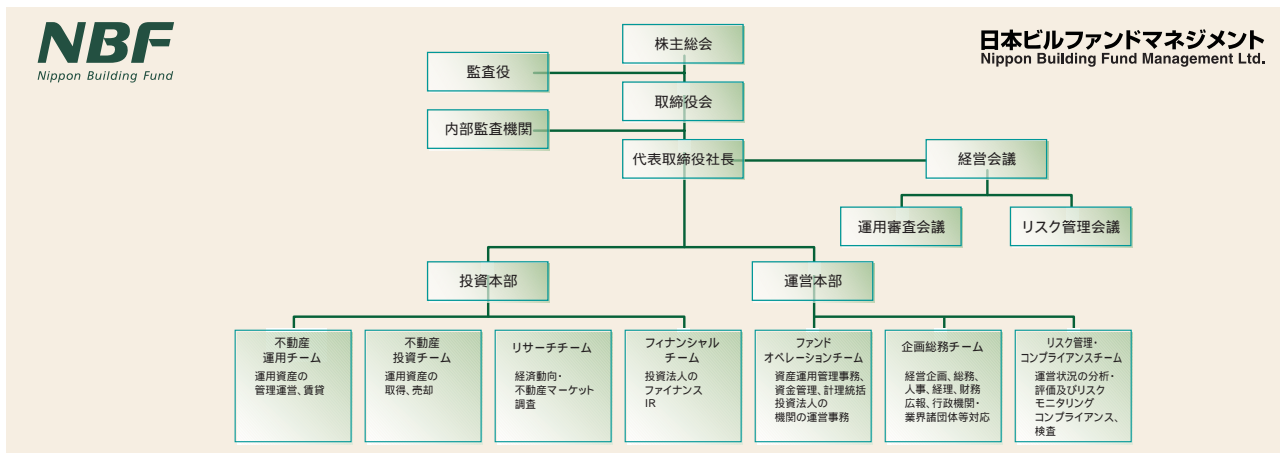 NBF
Nippon Building Fund
日本ビルファンドマネジメント
Nippon Building Fund Management Ltd.
株主総会
監査役
取締役会
内部監査機関
代表取締役社長
経営会議
運用審査会議
リスク管理会議
投資本部
運営本部
不動産
運用チーム
運用資産の
管理運営、賃貸
不動産
投資チーム
運用資産の
取得、売却
リサーチチーム
経済動向・
不動産マーケット
調査
フィナンシャル
チーム
投資法人の
ファイナンス
IR
ファンド
オペレーションチーム
資産運用管理事務、
資金管理、計理統括
投資法人の
機関の運営事務
企画総務チーム
経営企画、総務、
人事、経理、財務
広報、行政機関・
業界諸団体等対応
リスク管理・
コンプライアンスチーム
運営状況の分析・
評価及びリスク
モニタリング
コンプライアンス、
検査